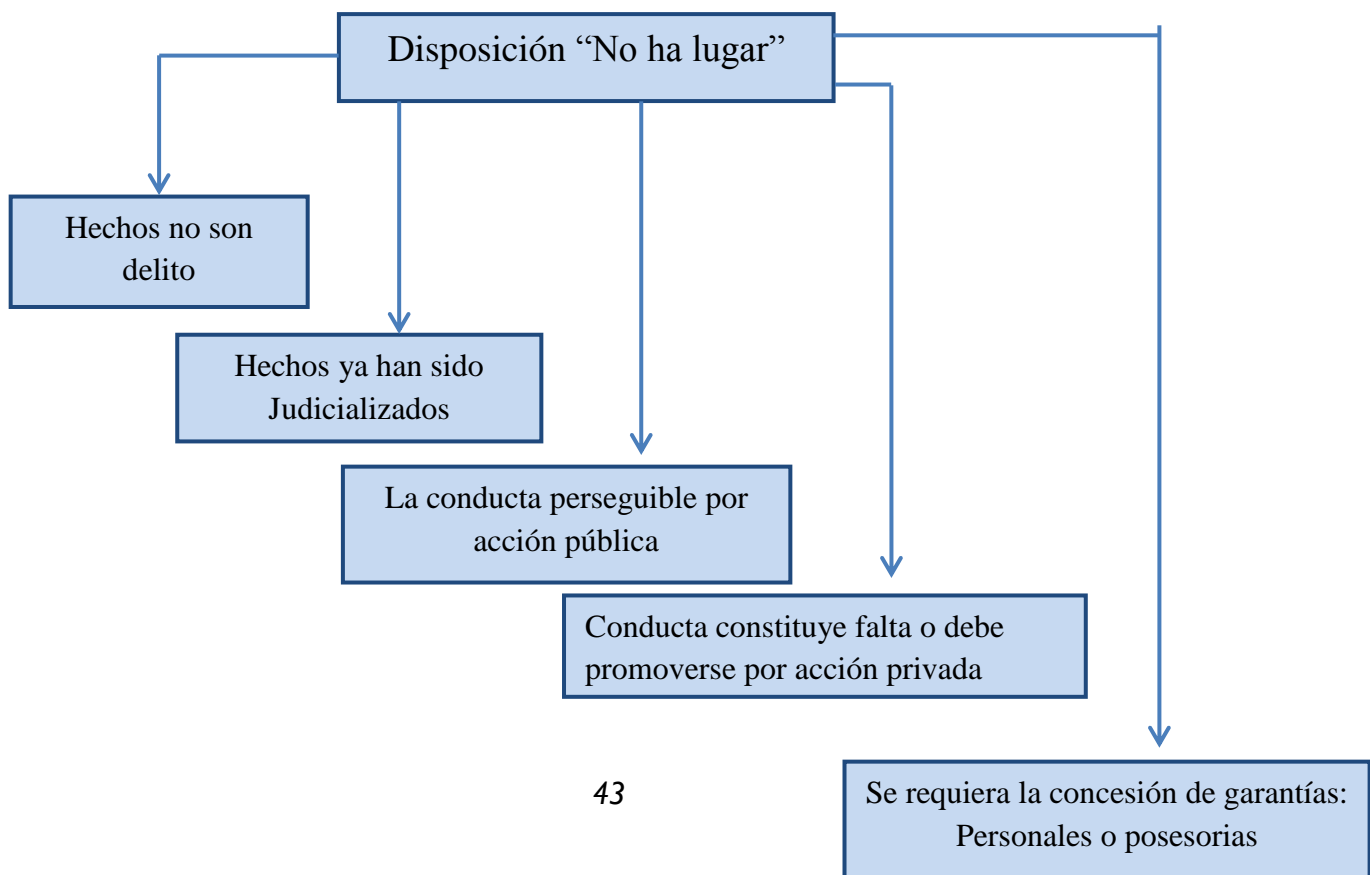 Disposición “No ha lugar”
Hechos no son
delito
Hechos ya han sido
Judicializados
La conducta perseguible por
acción pública
Conducta constituye falta o debe
promoverse por acción privada
Se requiera la concesión de garantías:
Personales o posesorias
43